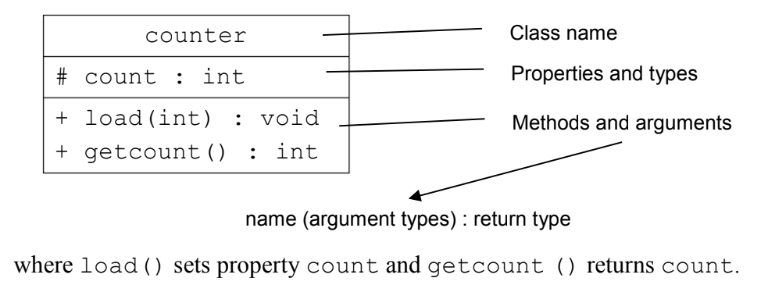 counter
Class name
# count : int
Properties and types
+ load(int) : void
Methods and arguments
+ getcount() : int
name (argument types) : return type
where load() sets property count and getcount () returns count.